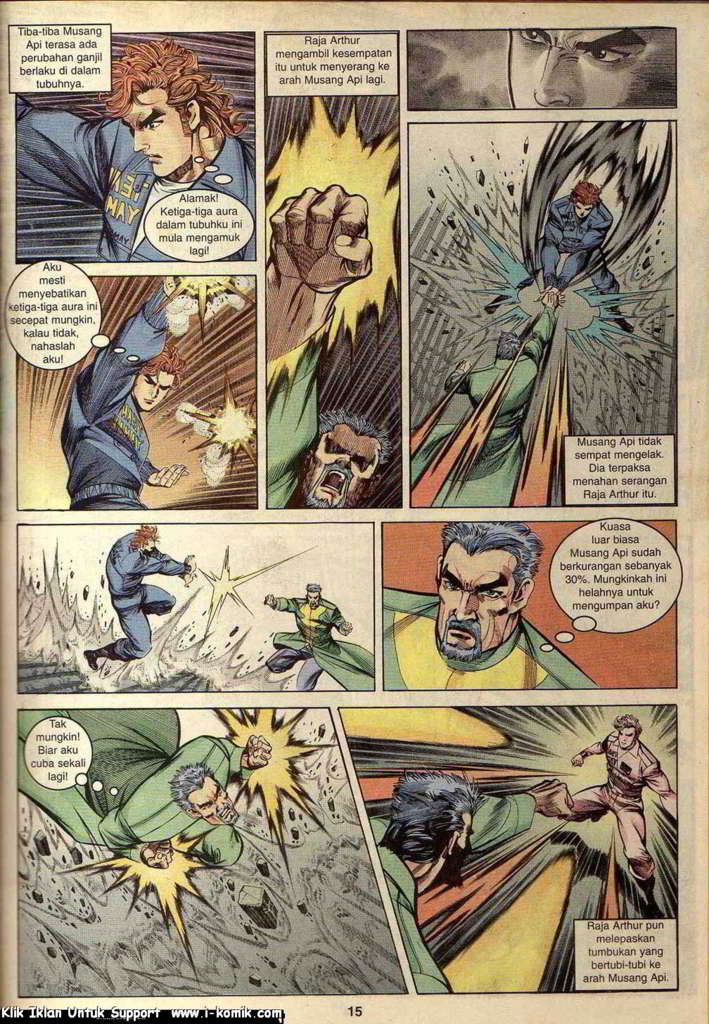 Tiba-tiba Musang
Api terasa ada
perubahan ganjil
berlaku di dalam
tubuhnya.
Alamak!
Ketiga-tiga aura
dalam tubuhku ini
mula mengamuk
lagi!
Aku
mesti
menyebatikan
ketiga-tiga aura ini
secepat mungkin,
kalau tidak,
nahaslah
aku!
Raja Arthur
mengambil kesempatan
itu untuk menyerang ke
arah Musang Api lagi.
Musang Api tidak
sempat mengelak.
Dia terpaksa
menahan serangan
Raja Arthur itu.
Kuasa
luar biasa
Musang Api sudah
berkurangan sebanyak
30%. Mungkinkah ini
helahnya untuk
mengumpan aku?
Tak
mungkin!
Biar aku
cuba sekali
lagi!
Raja Arthur pun
melepaskan
tumbukan yang
bertubi-tubi ke
arah Musang Api.
Klik Iklan Untuk Support www.i-komik.com
15